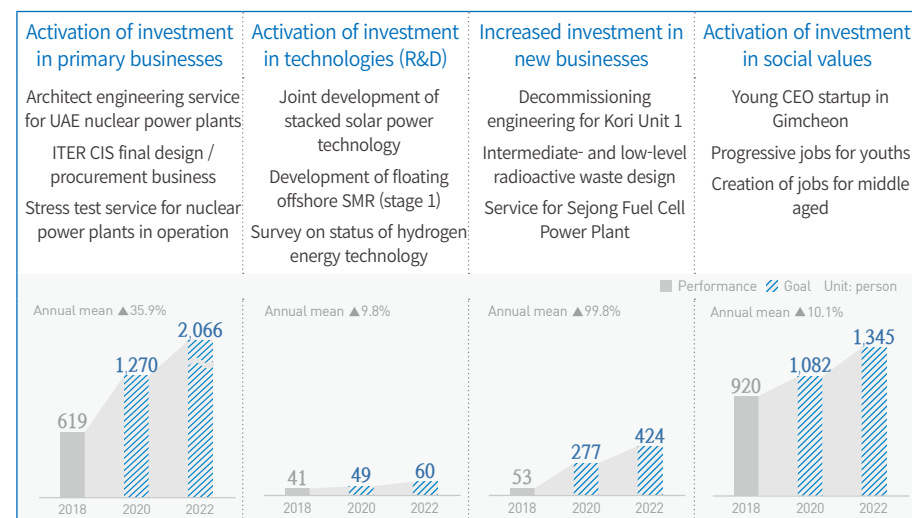 Activation of investment
in primary businesses
Architect engineering service
for UAE nuclear power plants
ITER CIS final design /
procurement business
Stress test service for nuclear
power plants in operation
Activation of investment
in technologies (R&D)
Joint development of
stacked solar power
technology
Development of floating
offshore SMR (stage 1)
Survey on status of hydrogen
energy technology
Increased investment in
new businesses
Decommissioning
engineering for Kori Unit 1
Intermediate- and low-level
radioactive waste design
Service for Sejong Fuel Cell
Power Plant
Activation of investment
in social values
Young CEO startup in
Gimcheon
Progressive jobs for youths
Creation of jobs for middle
aged
Performance Goal Unit: person
Annual mean ▲35.9%
619
1,270
2,066
2018 2020 2022
Annual mean ▲9.8%
41
49
60
2018 2020 2022
Annual mean ▲99.8%
53
277
424
2018 2020 2022
Annual mean ▲10.1%
920
1,082
1,345
2018 2020 2022